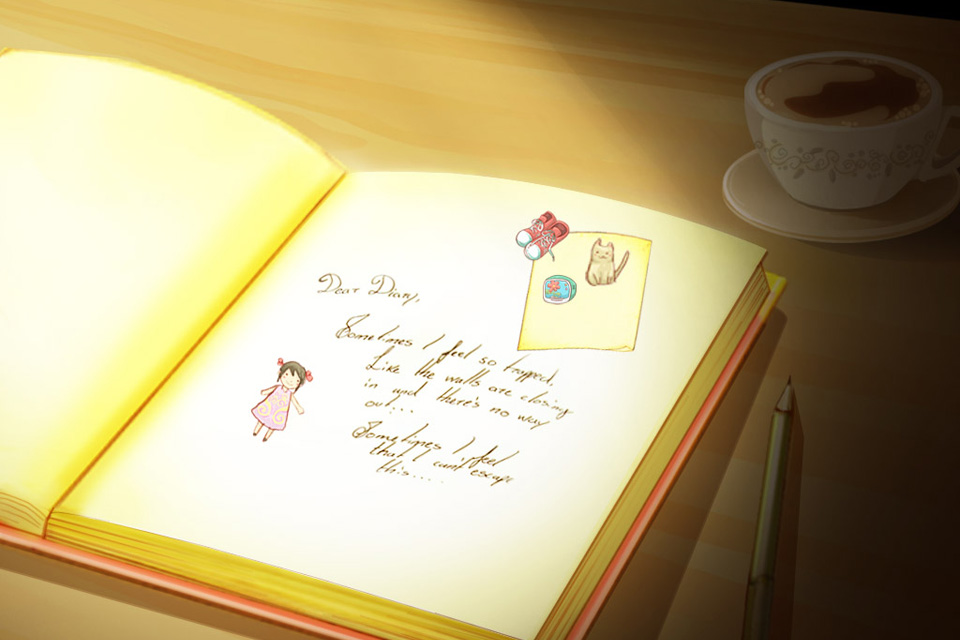 Dear Diary,
Sometimes I feel so trapped.
Like the walls are closing
in and there's no way
out...
Sometimes I feel
that I can't escape
this....